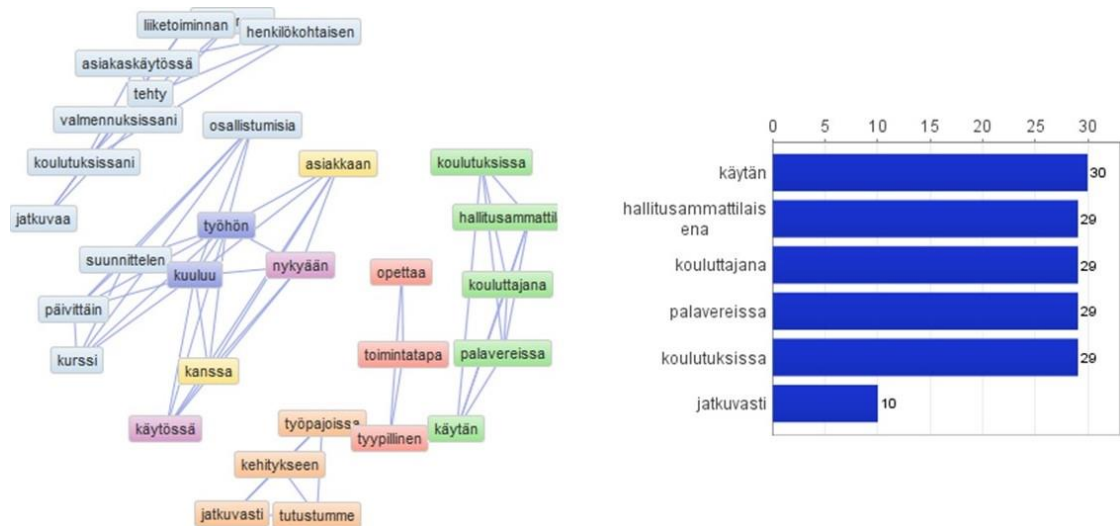 liiketoiminnan
henkilökohtaisen
asiakaskäytössä
tehty
valmennuksissani
osallistumisia
koulutuksissani
asiakkaan
koulutuksissa
jatkuvaa
työhön
hallitusammattila
suunnittelen
kuuluu
nykyään
opettaa
kouluttajana
päivittäin
kurssi
kanssa
toimintatapa
palavereissa
käytössä
työpajoissa
tyypillinen
käytän
kehitykseen
jatkuvasti
tutustumme
0 5 10 15 20 25 30
käytän 30
hallitusammattilais
ena 29
kouluttajana 29
palavereissa 29
koulutuksissa 29
jatkuvasti 10